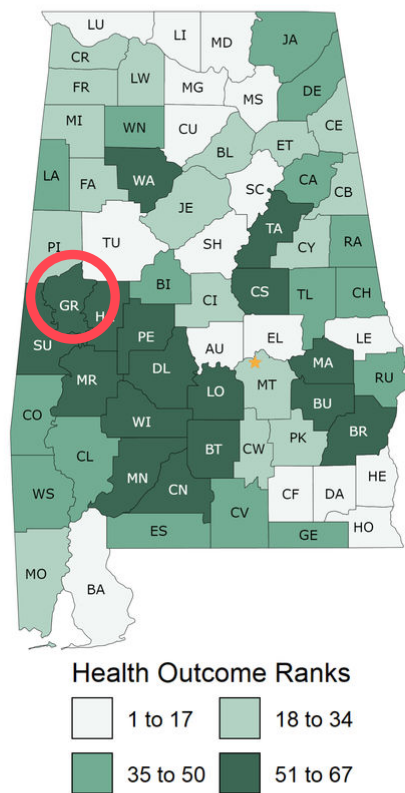 LU
LI
MD
JA
CR
LW
MG
MS
DE
FR
MI
WN
CU
BL
ET
CE
LA
FA
WA
JE
SC
CA
CB
PI
TU
SH
TA
CY
RA
GR
BI
CI
CS
TL
CH
SU
PE
AU
EL
LE
MR
DL
LO
MT
MA
RU
CO
WI
BT
CW
PK
BU
BR
CL
WS
MN
CN
CV
CF
DA
HE
HO
ES
GE
MO
BA
Health Outcome Ranks
1 to 17
18 to 34
35 to 50
51 to 67